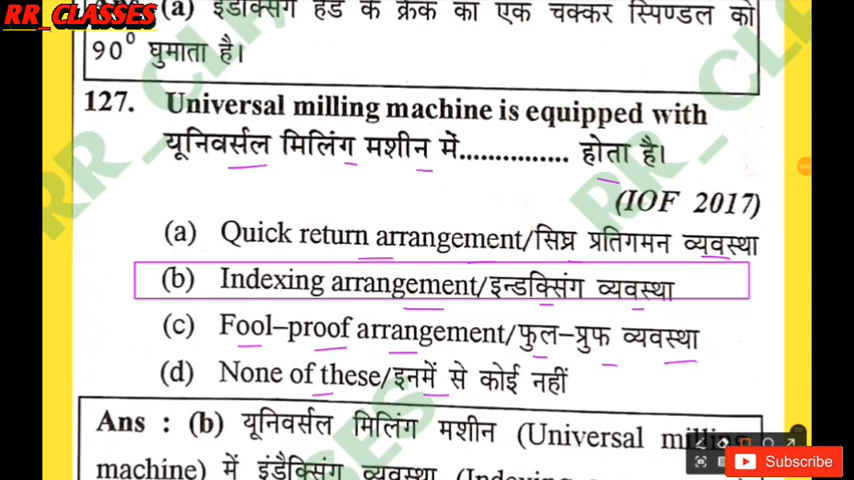 RR_CLASSES
(a) इंडेक्सिंग हेड के क्रैंक का एक चक्कर स्पिण्डल को
90⁰ घुमाता है।
127. Universal milling machine is equipped with
यूनिवर्सल मिलिंग मशीन में............... होता है।
(IOF 2017)
(a) Quick return arrangement/सिघ्र प्रतिगमन व्यवस्था
(b) Indexing arrangement/इन्डक्सिंग व्यवस्था
(c) Fool–proof arrangement/फुल–प्रुफ व्यवस्था
(d) None of these/इनमें से कोई नहीं
Ans : (b) यूनिवर्सल मिलिंग मशीन (Universal milling
machine) में इंडैक्सिंग व्यवस्था
Subscribe